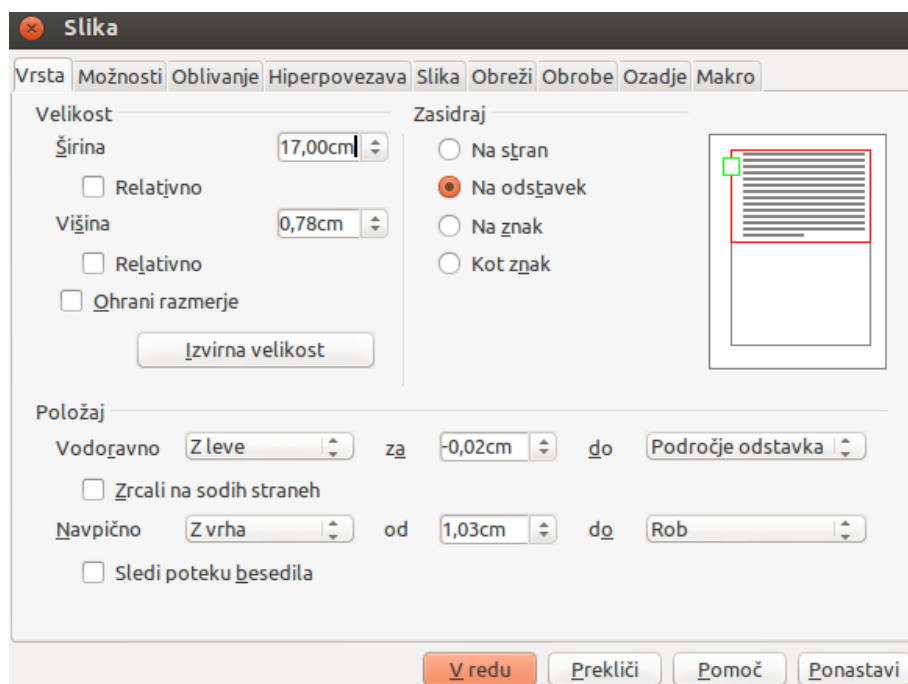 Slika
Vrsta Možnosti Oblivanje Hiperpovezava Slika Obreži Obrobe Ozadje Makro
Velikost
Širina 17,00cm
Relativno
Višina 0,78cm
Relativno
Ohrani razmerje
Izvirna velikost
Zasidraj
Na stran
Na odstavek
Na znak
Kot znak
Položaj
Vodoravno Z leve za -0,02cm do Področje odstavka
Zrcali na sodih straneh
Navpično Z vrha od 1,03cm do Rob
Sledi poteku besedila
V redu Prekliči Pomoč Ponastavi